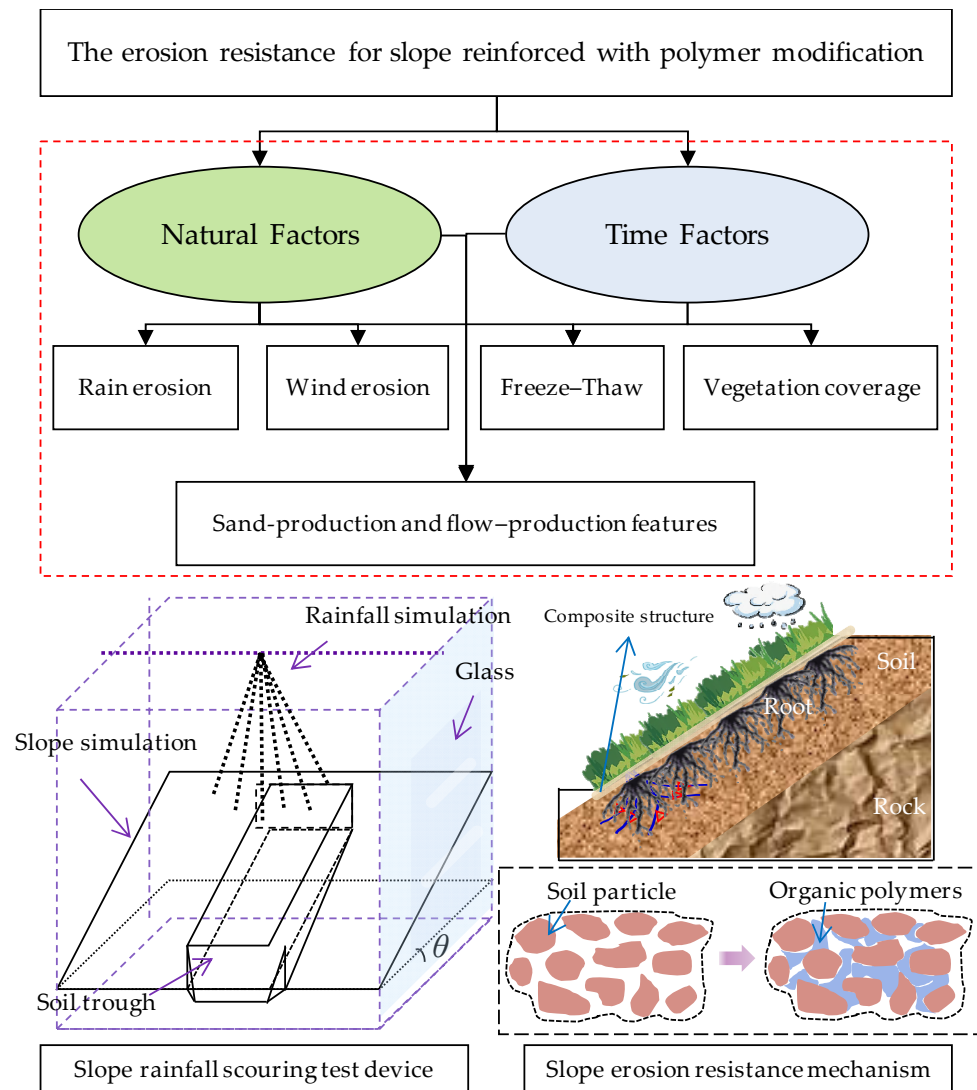 The erosion resistance for slope reinforced with polymer modification
Natural Factors
Time Factors
Rain erosion
Wind erosion
Freeze–Thaw
Vegetation coverage
Sand-production and flow–production features
Rainfall simulation
Glass
Slope simulation
Soil trough
θ
Composite structure
Soil
Root
Rock
Soil particle
Organic polymers
Slope rainfall scouring test device
Slope erosion resistance mechanism